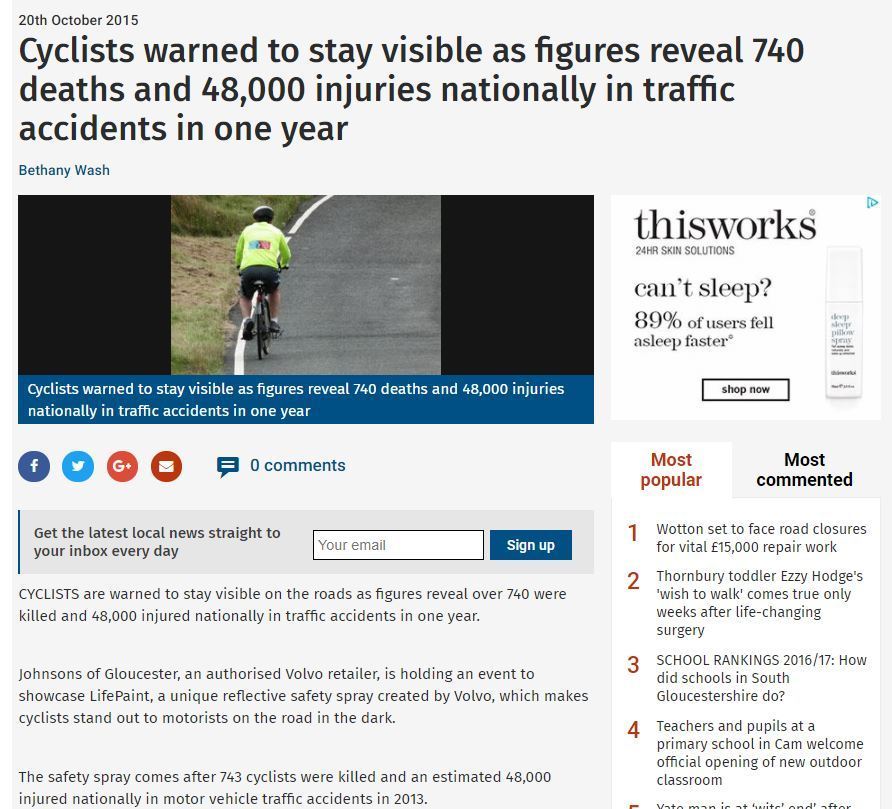 20th October 2015
Cyclists warned to stay visible as figures reveal 740
deaths and 48,000 injuries nationally in traffic
accidents in one year
Bethany Wash
Cyclists warned to stay visible as figures reveal 740 deaths and 48,000 injuries
nationally in traffic accidents in one year
0 comments
Get the latest local news straight to
your inbox every day
Your email
Sign up
CYCLISTS are warned to stay visible on the roads as figures reveal over 740 were
killed and 48,000 injured nationally in traffic accidents in one year.
Johnsons of Gloucester, an authorised Volvo retailer, is holding an event to
showcase LifePaint, a unique reflective safety spray created by Volvo, which makes
cyclists stand out to motorists on the road in the dark.
The safety spray comes after 743 cyclists were killed and an estimated 48,000
injured nationally in motor vehicle traffic accidents in 2013.
thisworks®
24HR SKIN SOLUTIONS
can't sleep?
89% of users fell
asleep faster°
shop now
deep
sleep
pillow
spray
thisworks
Most
popular
Most
commented
1 Wotton set to face road closures
for vital £15,000 repair work
2 Thornbury toddler Ezzy Hodge's
'wish to walk' comes true only
weeks after life-changing
surgery
3 SCHOOL RANKINGS 2016/17: How
did schools in South
Gloucestershire do?
4 Teachers and pupils at a
primary school in Cam welcome
official opening of new outdoor
classroom
5 Yate man is at 'wits' end' after